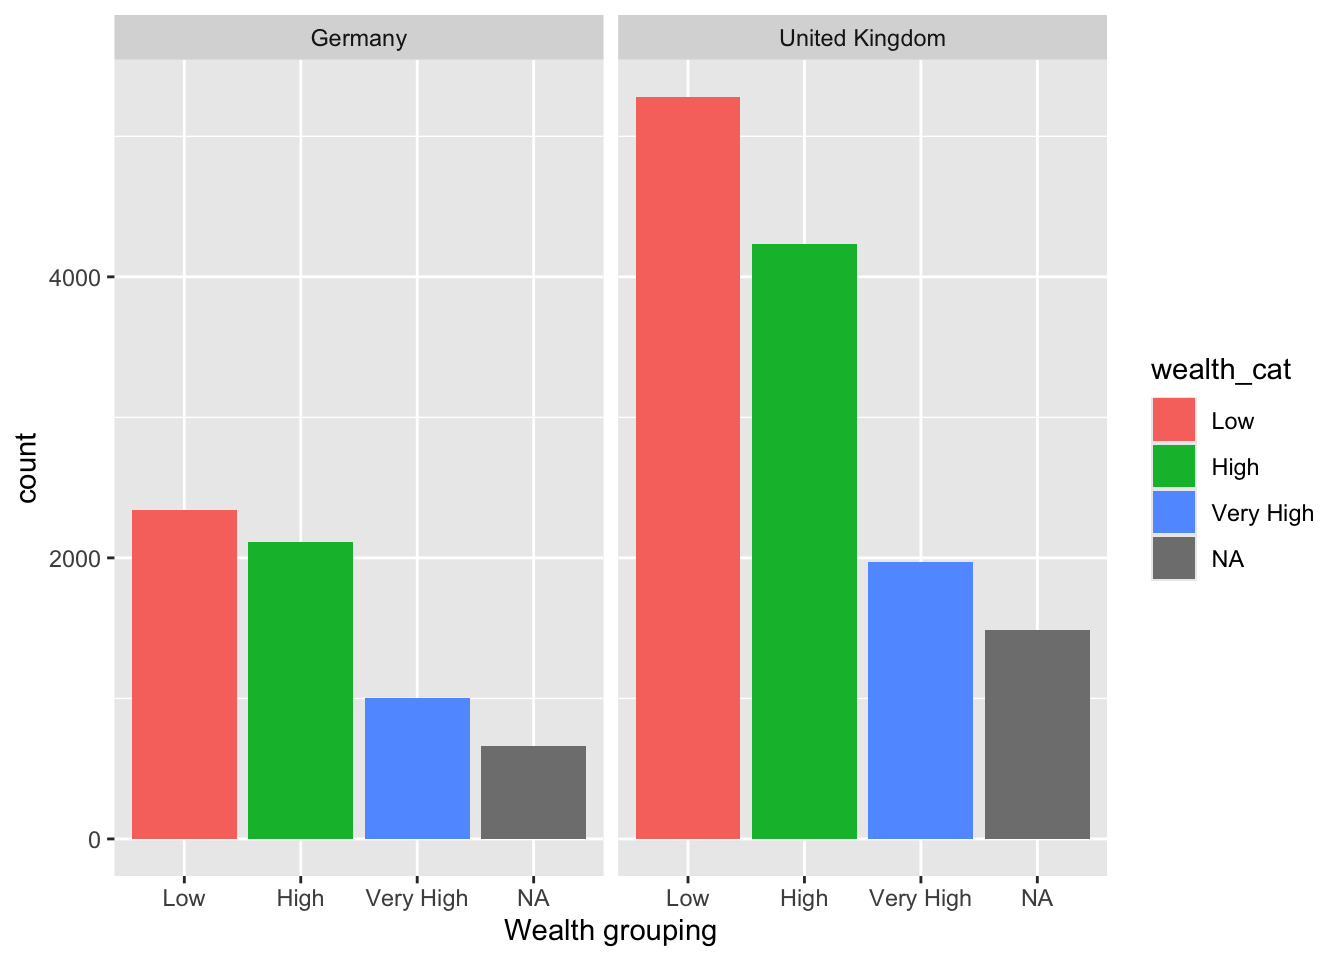 Germany
United Kingdom
4000
2000
0
count
Low
High
Very High
NA
Low
High
Very High
NA
Wealth grouping
wealth_cat
Low
High
Very High
NA